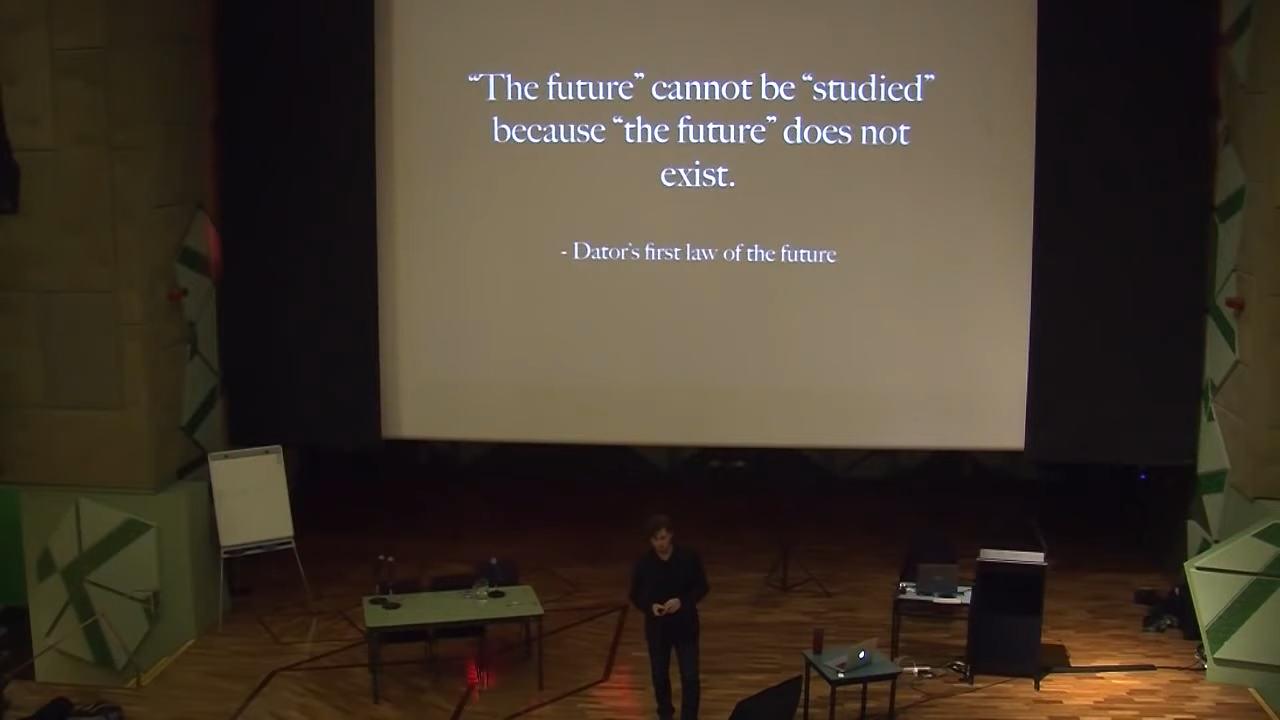 “The future” cannot be “studied”
because “the future” does not
exist.
- Dator’s first law of the future